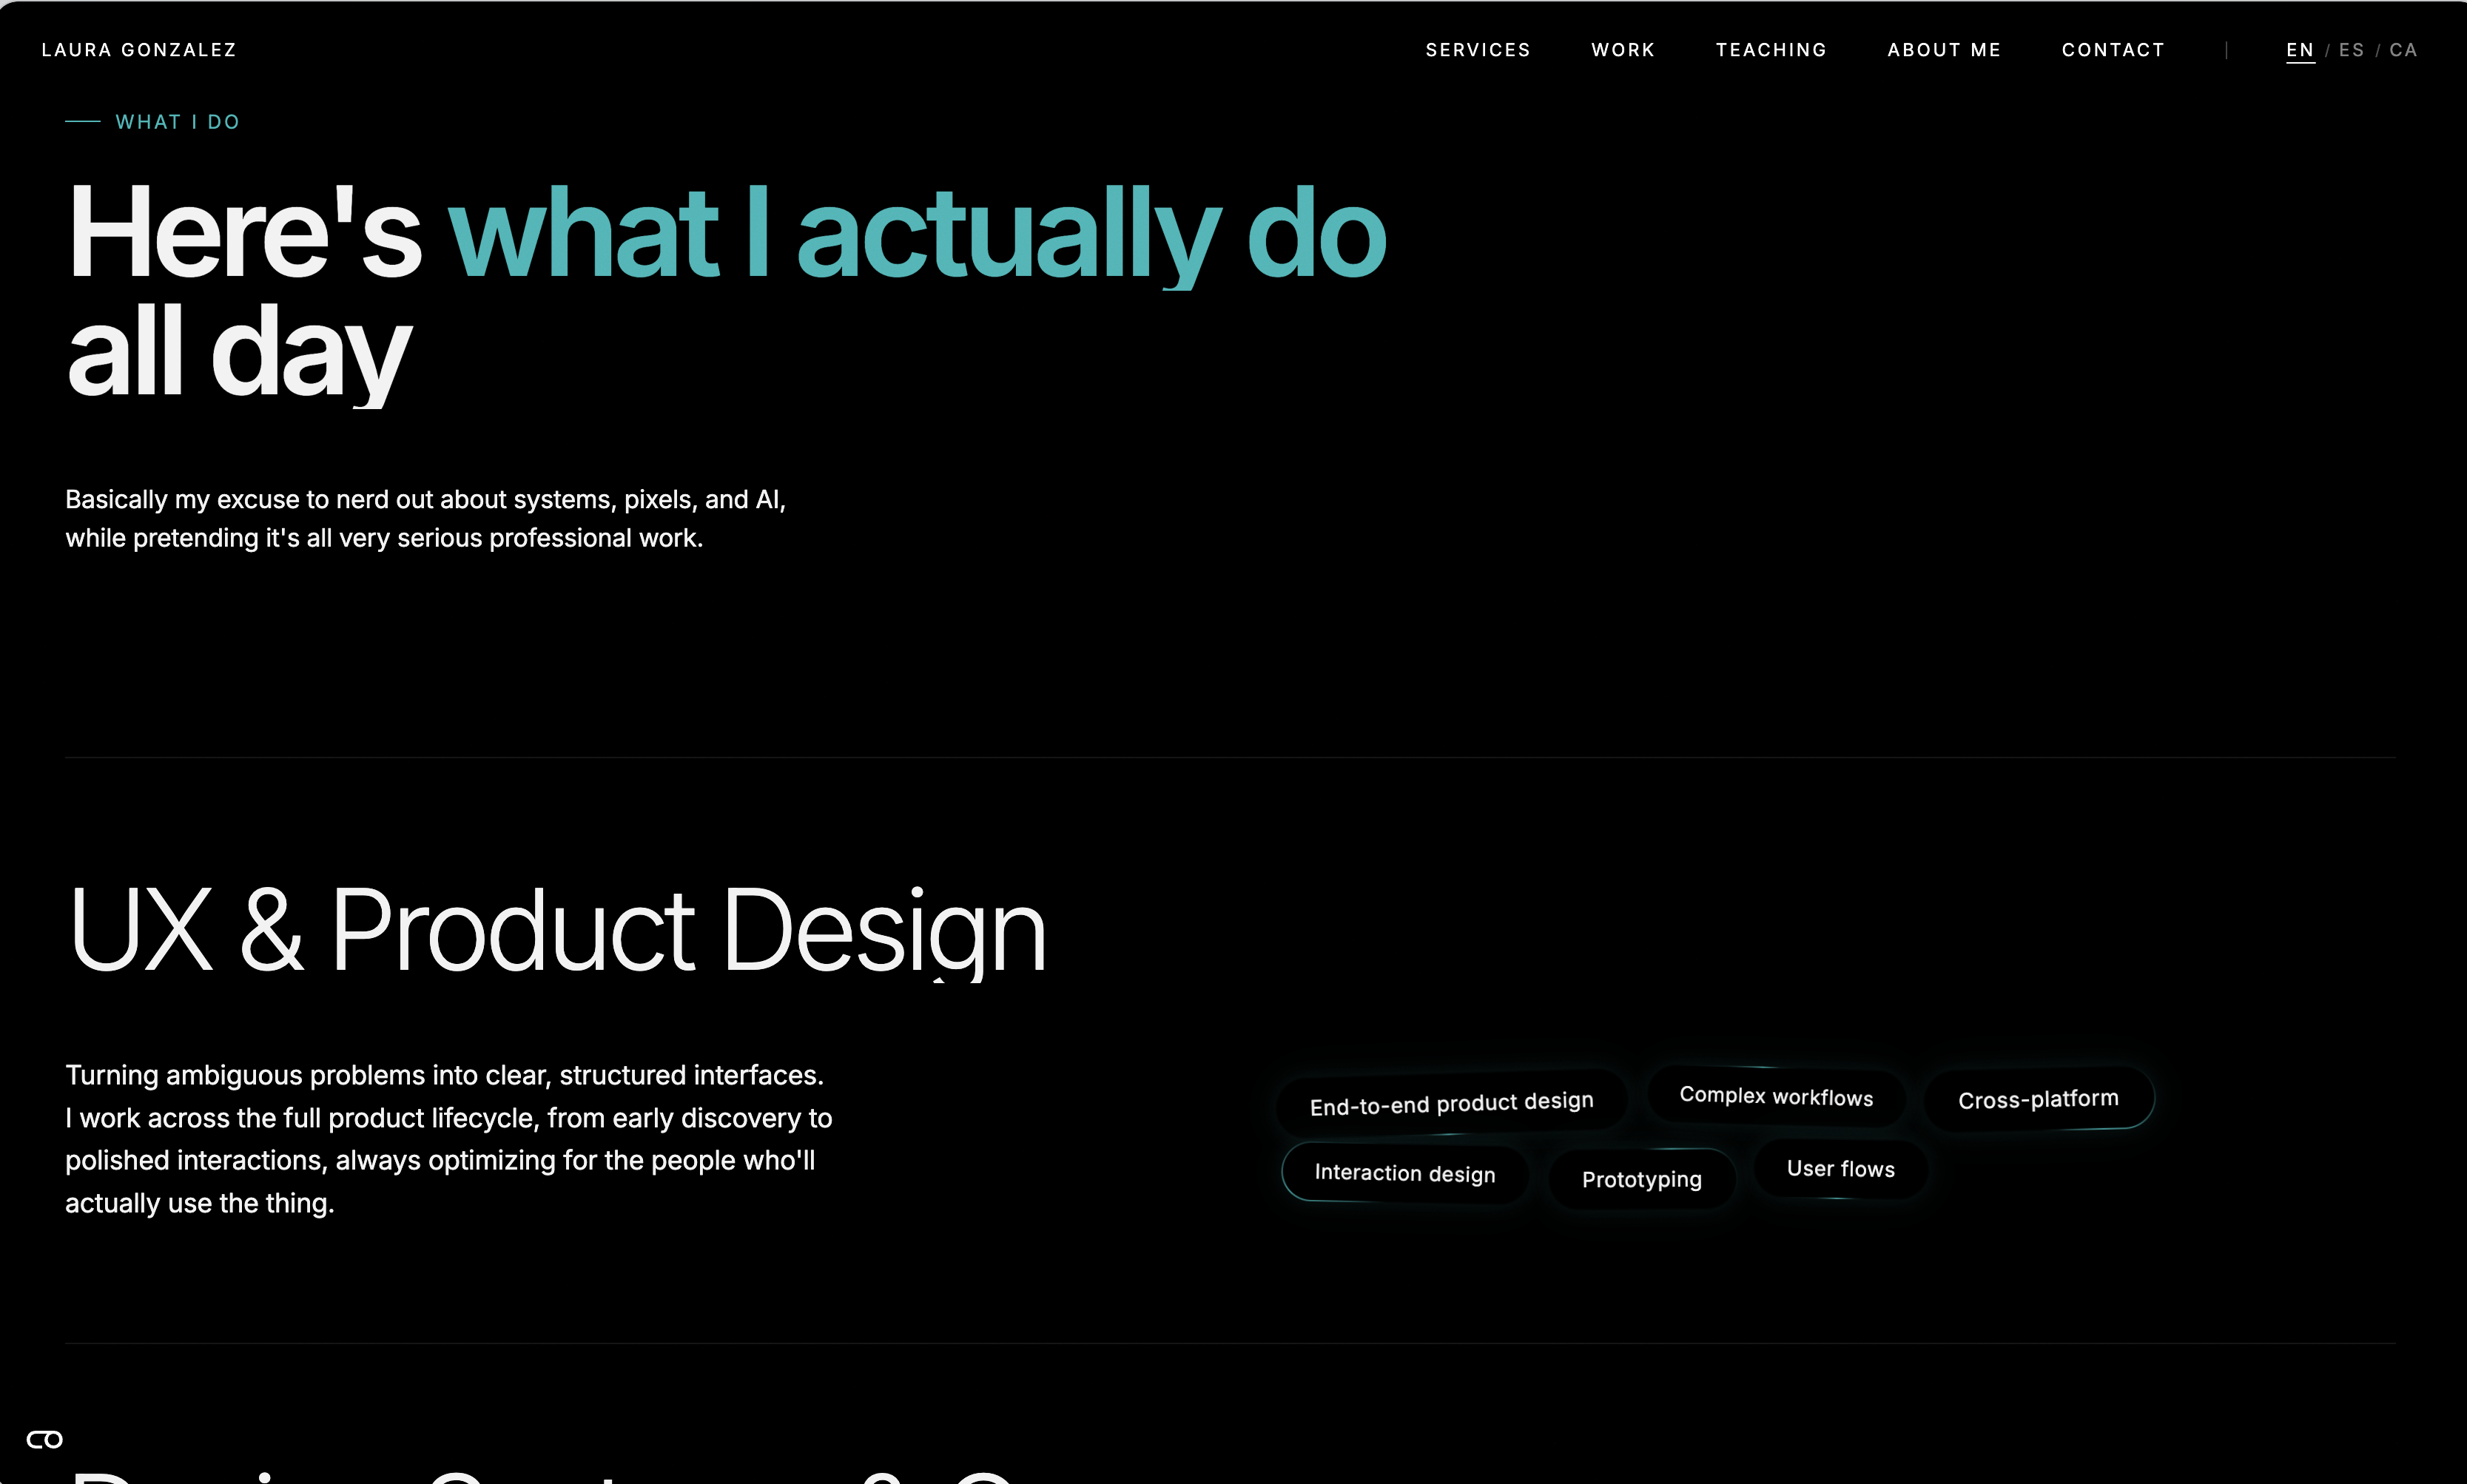 LAURA GONZALEZ
SERVICES WORK TEACHING ABOUT ME CONTACT | EN / ES / CA
WHAT I DO
Here's what I actually do
all day
Basically my excuse to nerd out about systems, pixels, and AI,
while pretending it's all very serious professional work.
UX & Product Design
Turning ambiguous problems into clear, structured interfaces.
I work across the full product lifecycle, from early discovery to
polished interactions, always optimizing for the people who'll
actually use the thing.
End-to-end product design
Complex workflows
Cross-platform
Interaction design
Prototyping
User flows